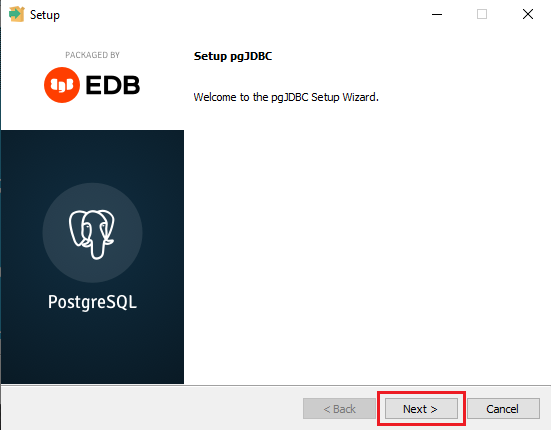 Setup
PACKAGED BY
EDB
Setup pgJDBC
Welcome to the pgJDBC Setup Wizard.
PostgreSQL
< Back
Next >
Cancel